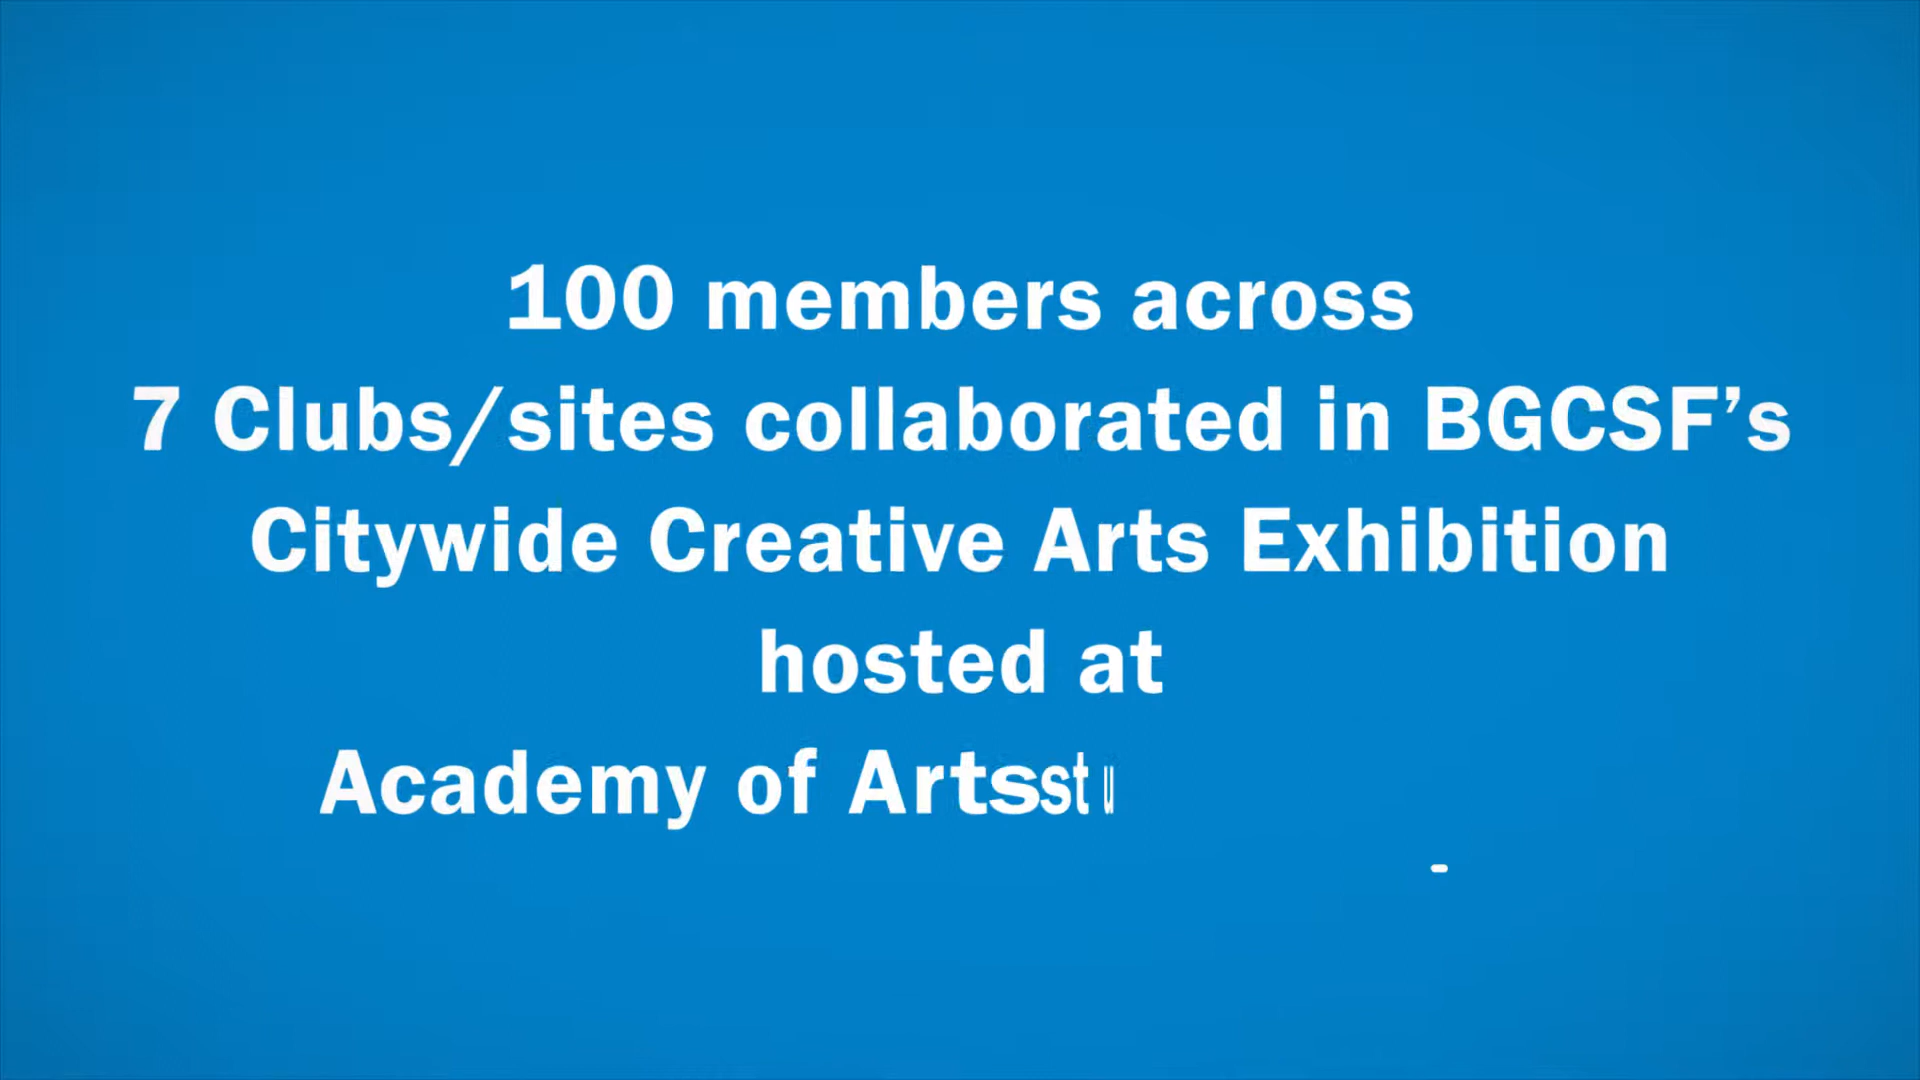 100 members across
7 Clubs/sites collaborated in BGCSF’s
Citywide Creative Arts Exhibition
hosted at
Academy of Arts